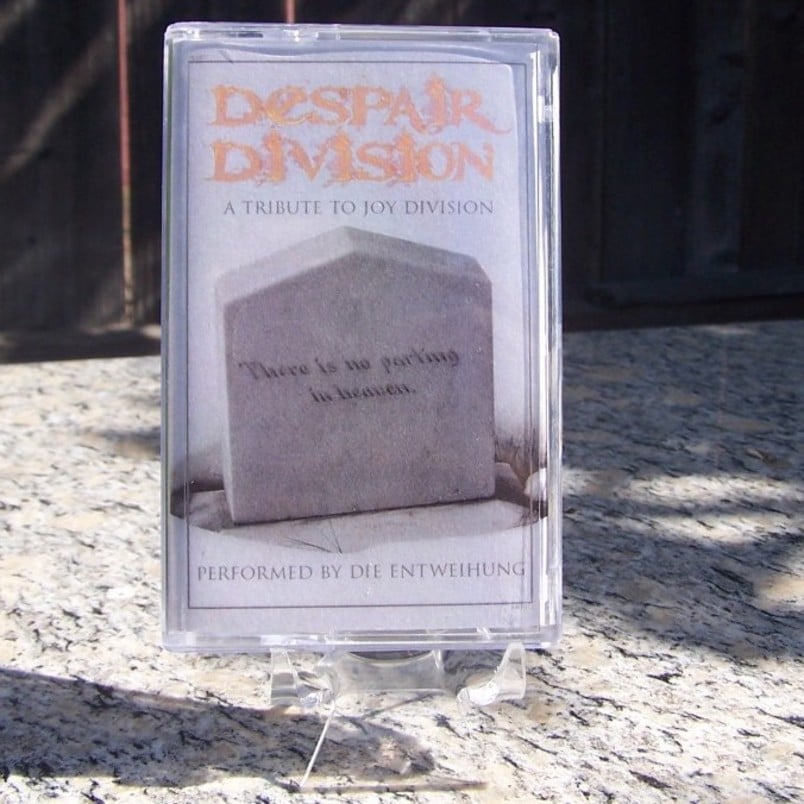 DESPAIR
DIVISION
A TRIBUTE TO JOY DIVISION
There is no parting
in heaven.
PERFORMED BY DIE ENTWEIHUNG